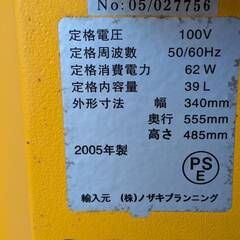 No: 05/027756
定格電圧 100V
定格周波数 50/60Hz
定格消費電力 62W
定格内容量 39L
外形寸法 幅 340mm
奥行 555mm
高さ 485mm
2005年製
PS
E
輸入元 (株)ノザキプランニング